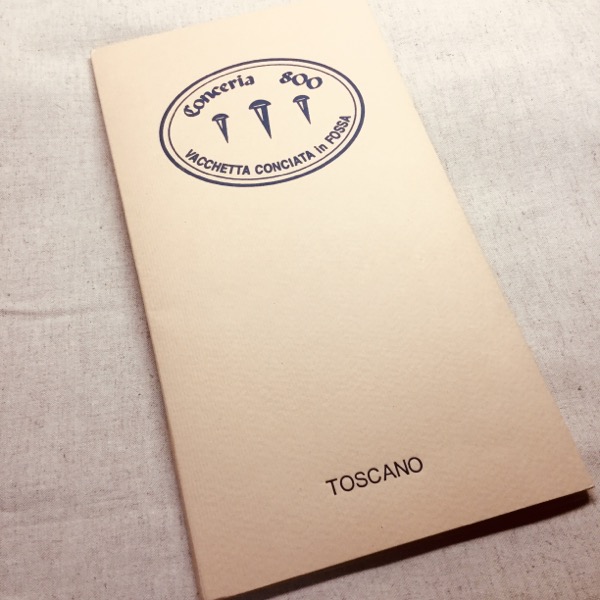 Conceria 800
VACCHETTA CONCIATA in FOSSA
TOSCANO